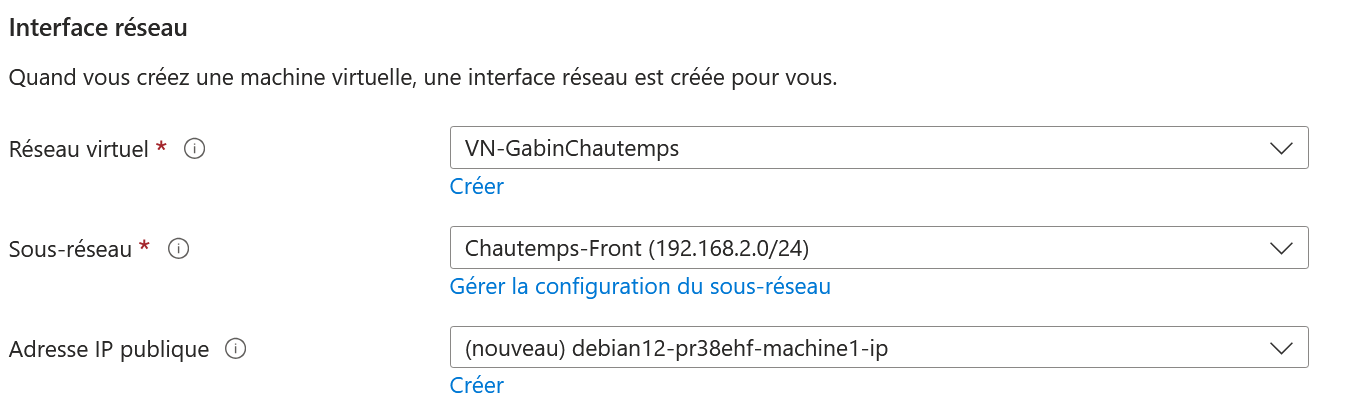 Interface réseau
Quand vous créez une machine virtuelle, une interface réseau est créée pour vous.
Réseau virtuel *
VN-GabinChautemps
Créer
Sous-réseau *
Chautemps-Front (192.168.2.0/24)
Gérer la configuration du sous-réseau
Adresse IP publique
(nouveau) debian12-pr38ehf-machine1-ip
Créer